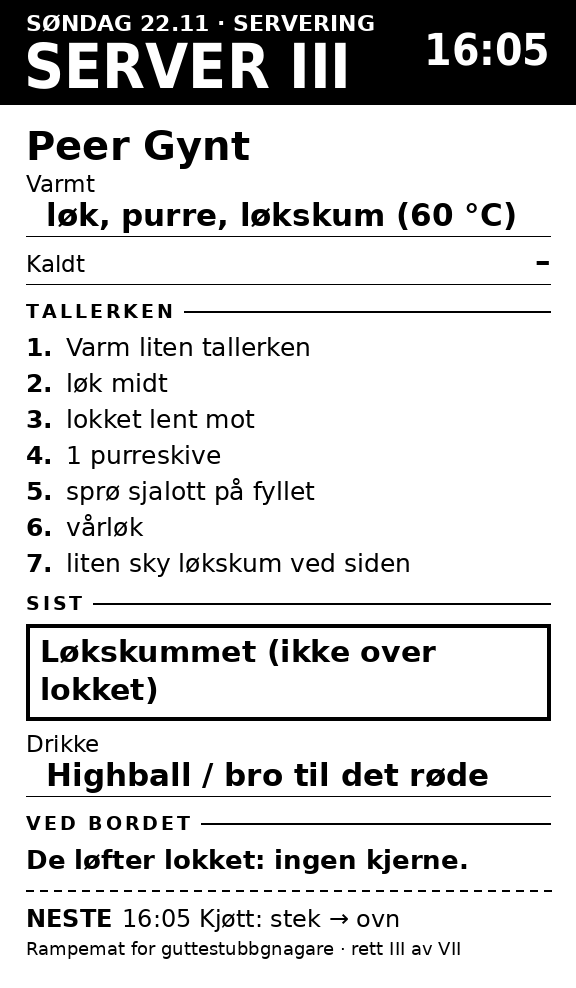 SØNDAG 22.11 · SERVERING
SERVER III
16:05
Peer Gynt
Varmt
løk, purre, løkskum (60 °C)
Kaldt –
TALLERKEN
1. Varm liten tallerken
2. løk midt
3. lokket lent mot
4. 1 purreskive
5. sprø sjalott på fyllet
6. vårløk
7. liten sky løkskum ved siden
SIST
Løkskummet (ikke over
lokket)
Drikke
Highball / bro til det røde
VED BORDET
De løfter lokket: ingen kjerne.
NESTE 16:05 Kjøtt: stek → ovn
Rampemat for guttestubbgnagare · rett III av VII